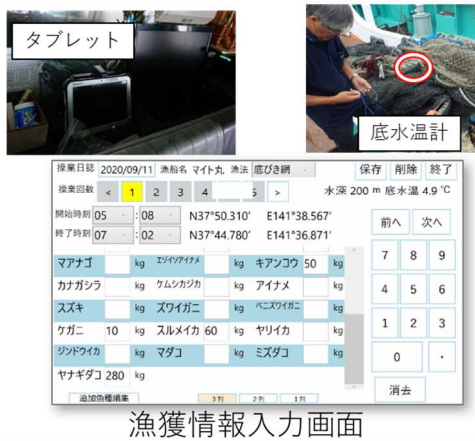 タブレット
底水温計
操業日誌 2020/09/11 漁船名 マイト丸 漁法 底びき網 保存 削除 終了
操業回数 < 1 2 3 4 5 > 水深 200 m 底水温 4.9 ℃
開始時刻 05 : 08 N37°50.310' E141°38.567'
終了時刻 07 : 02 N37°44.780' E141°36.871'
前へ 次へ
マアナゴ kg エゾイソアイナメ kg キアンコウ 50 kg
カナガシラ kg ケムシカジカ kg アイナメ kg
スズキ kg ズワイガニ kg ベニズワイガニ kg
ケガニ 10 kg スルメイカ 60 kg ヤリイカ kg
ジンドウイカ kg マダコ kg ミズダコ kg
ヤナギダコ 280 kg
7 8 9
4 5 6
1 2 3
0 .
消去
追加魚種編集 3列 2列 1列
漁獲情報入力画面